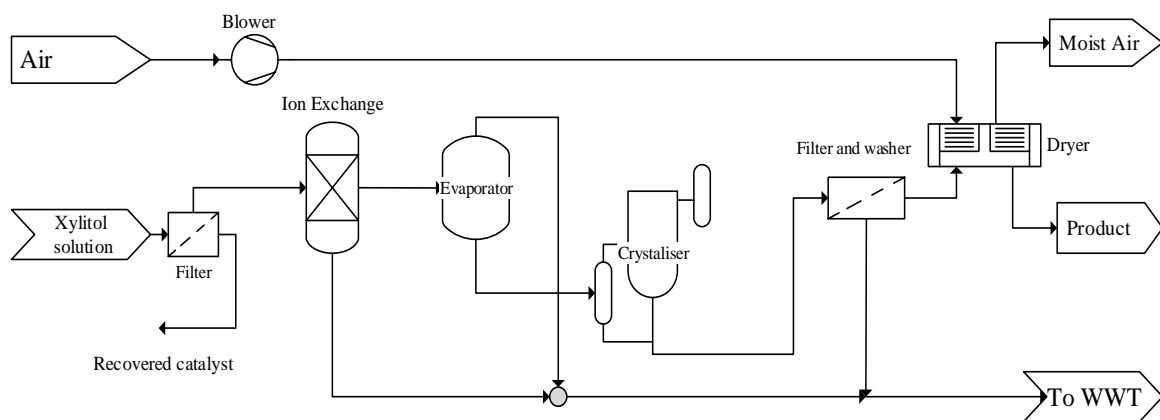 Blower
Air
Moist Air
Ion Exchange
Filter and washer
Dryer
Evaporator
Xylitol
solution
Product
Crystaliser
Filter
Recovered catalyst
To WWT